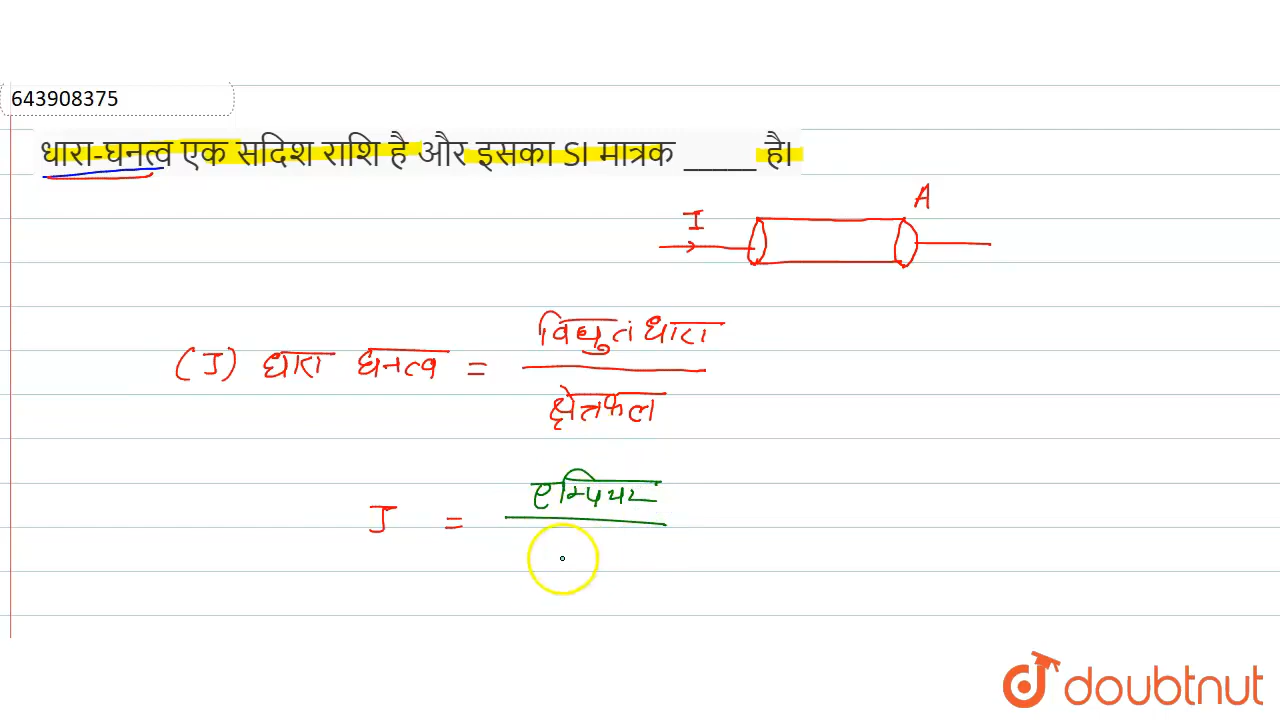 643908375
धारा-घनत्व एक सदिश राशि है और इसका SI मात्रक _____ है।
A
I
(J) धारा घनत्व = विद्युत धारा
क्षेत्रफल
J = एम्पियर
doubtnut